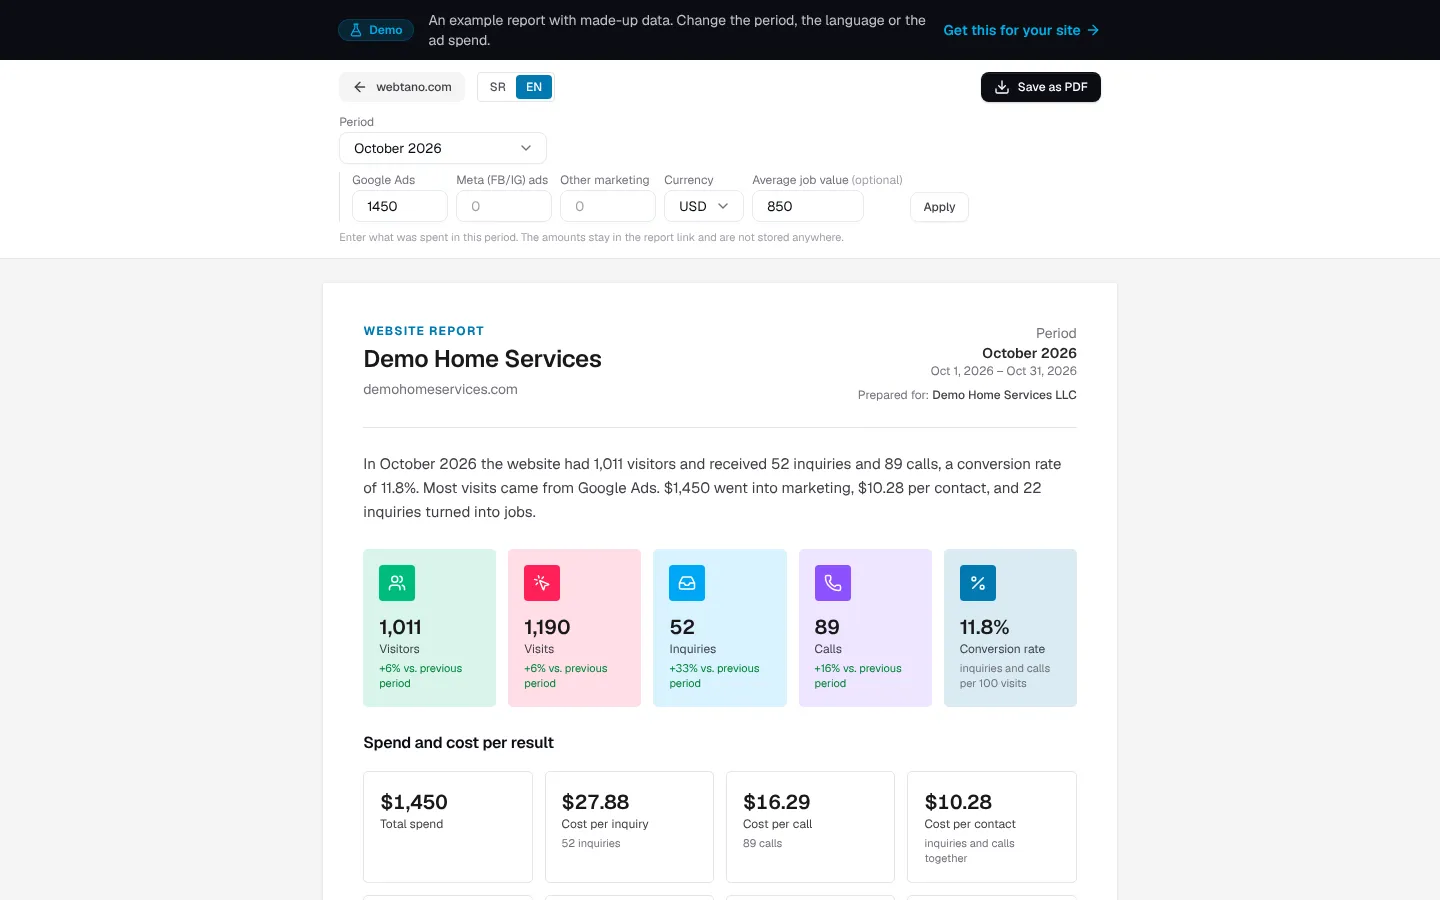 Demo
An example report with made-up data. Change the period, the language or the
ad spend.
Get this for your site
webtano.com
SR EN
Save as PDF
Period
October 2026
Google Ads Meta (FB/IG) ads Other marketing Currency Average job value (optional)
1450 0 0 USD 850 Apply
Enter what was spent in this period. The amounts stay in the report link and are not stored anywhere.
WEBSITE REPORT
Demo Home Services
demohomeservices.com
Period
October 2026
Oct 1, 2026 – Oct 31, 2026
Prepared for: Demo Home Services LLC
In October 2026 the website had 1,011 visitors and received 52 inquiries and 89 calls, a conversion rate
of 11.8%. Most visits came from Google Ads. $1,450 went into marketing, $10.28 per contact, and 22
inquiries turned into jobs.
1,011
Visitors
+6% vs. previous
period
1,190
Visits
+6% vs. previous
period
52
Inquiries
+33% vs. previous
period
89
Calls
+16% vs. previous
period
11.8%
Conversion rate
inquiries and calls
per 100 visits
Spend and cost per result
$1,450
Total spend
$27.88
Cost per inquiry
52 inquiries
$16.29
Cost per call
89 calls
$10.28
Cost per contact
inquiries and calls
together